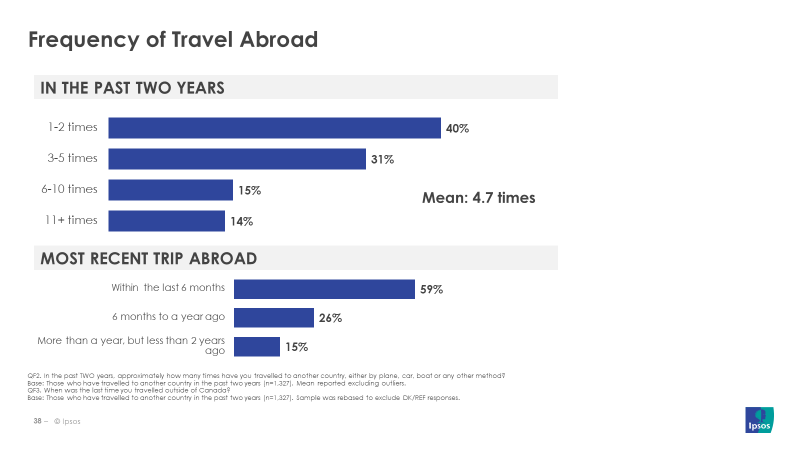 Frequency of Travel Abroad
IN THE PAST TWO YEARS
1-2 times
40%
3-5 times
31%
6-10 times
15%
Mean: 4.7 times
11+ times
14%
MOST RECENT TRIP ABROAD
Within the last 6 months
59%
6 months to a year ago
26%
More than a year, but less than 2 years
ago
15%
QF2. In the past TWO years, approximately how many times have you travelled to another country, either by plane, car, boat or any other method?
Base: Those who have travelled to another country in the past two years (n=1,327). Mean reported excluding outliers.
QF3. When was the last time you travelled outside of Canada?
Base: Those who have travelled to another country in the past two years (n=1,327). Sample was rebased to exclude DK/REF responses.
38 – © Ipsos
Ipsos